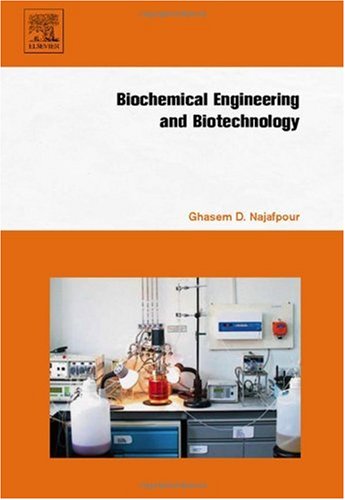 ELSEVIER
Biochemical Engineering
and Biotechnology
Ghasem D. Najafpour